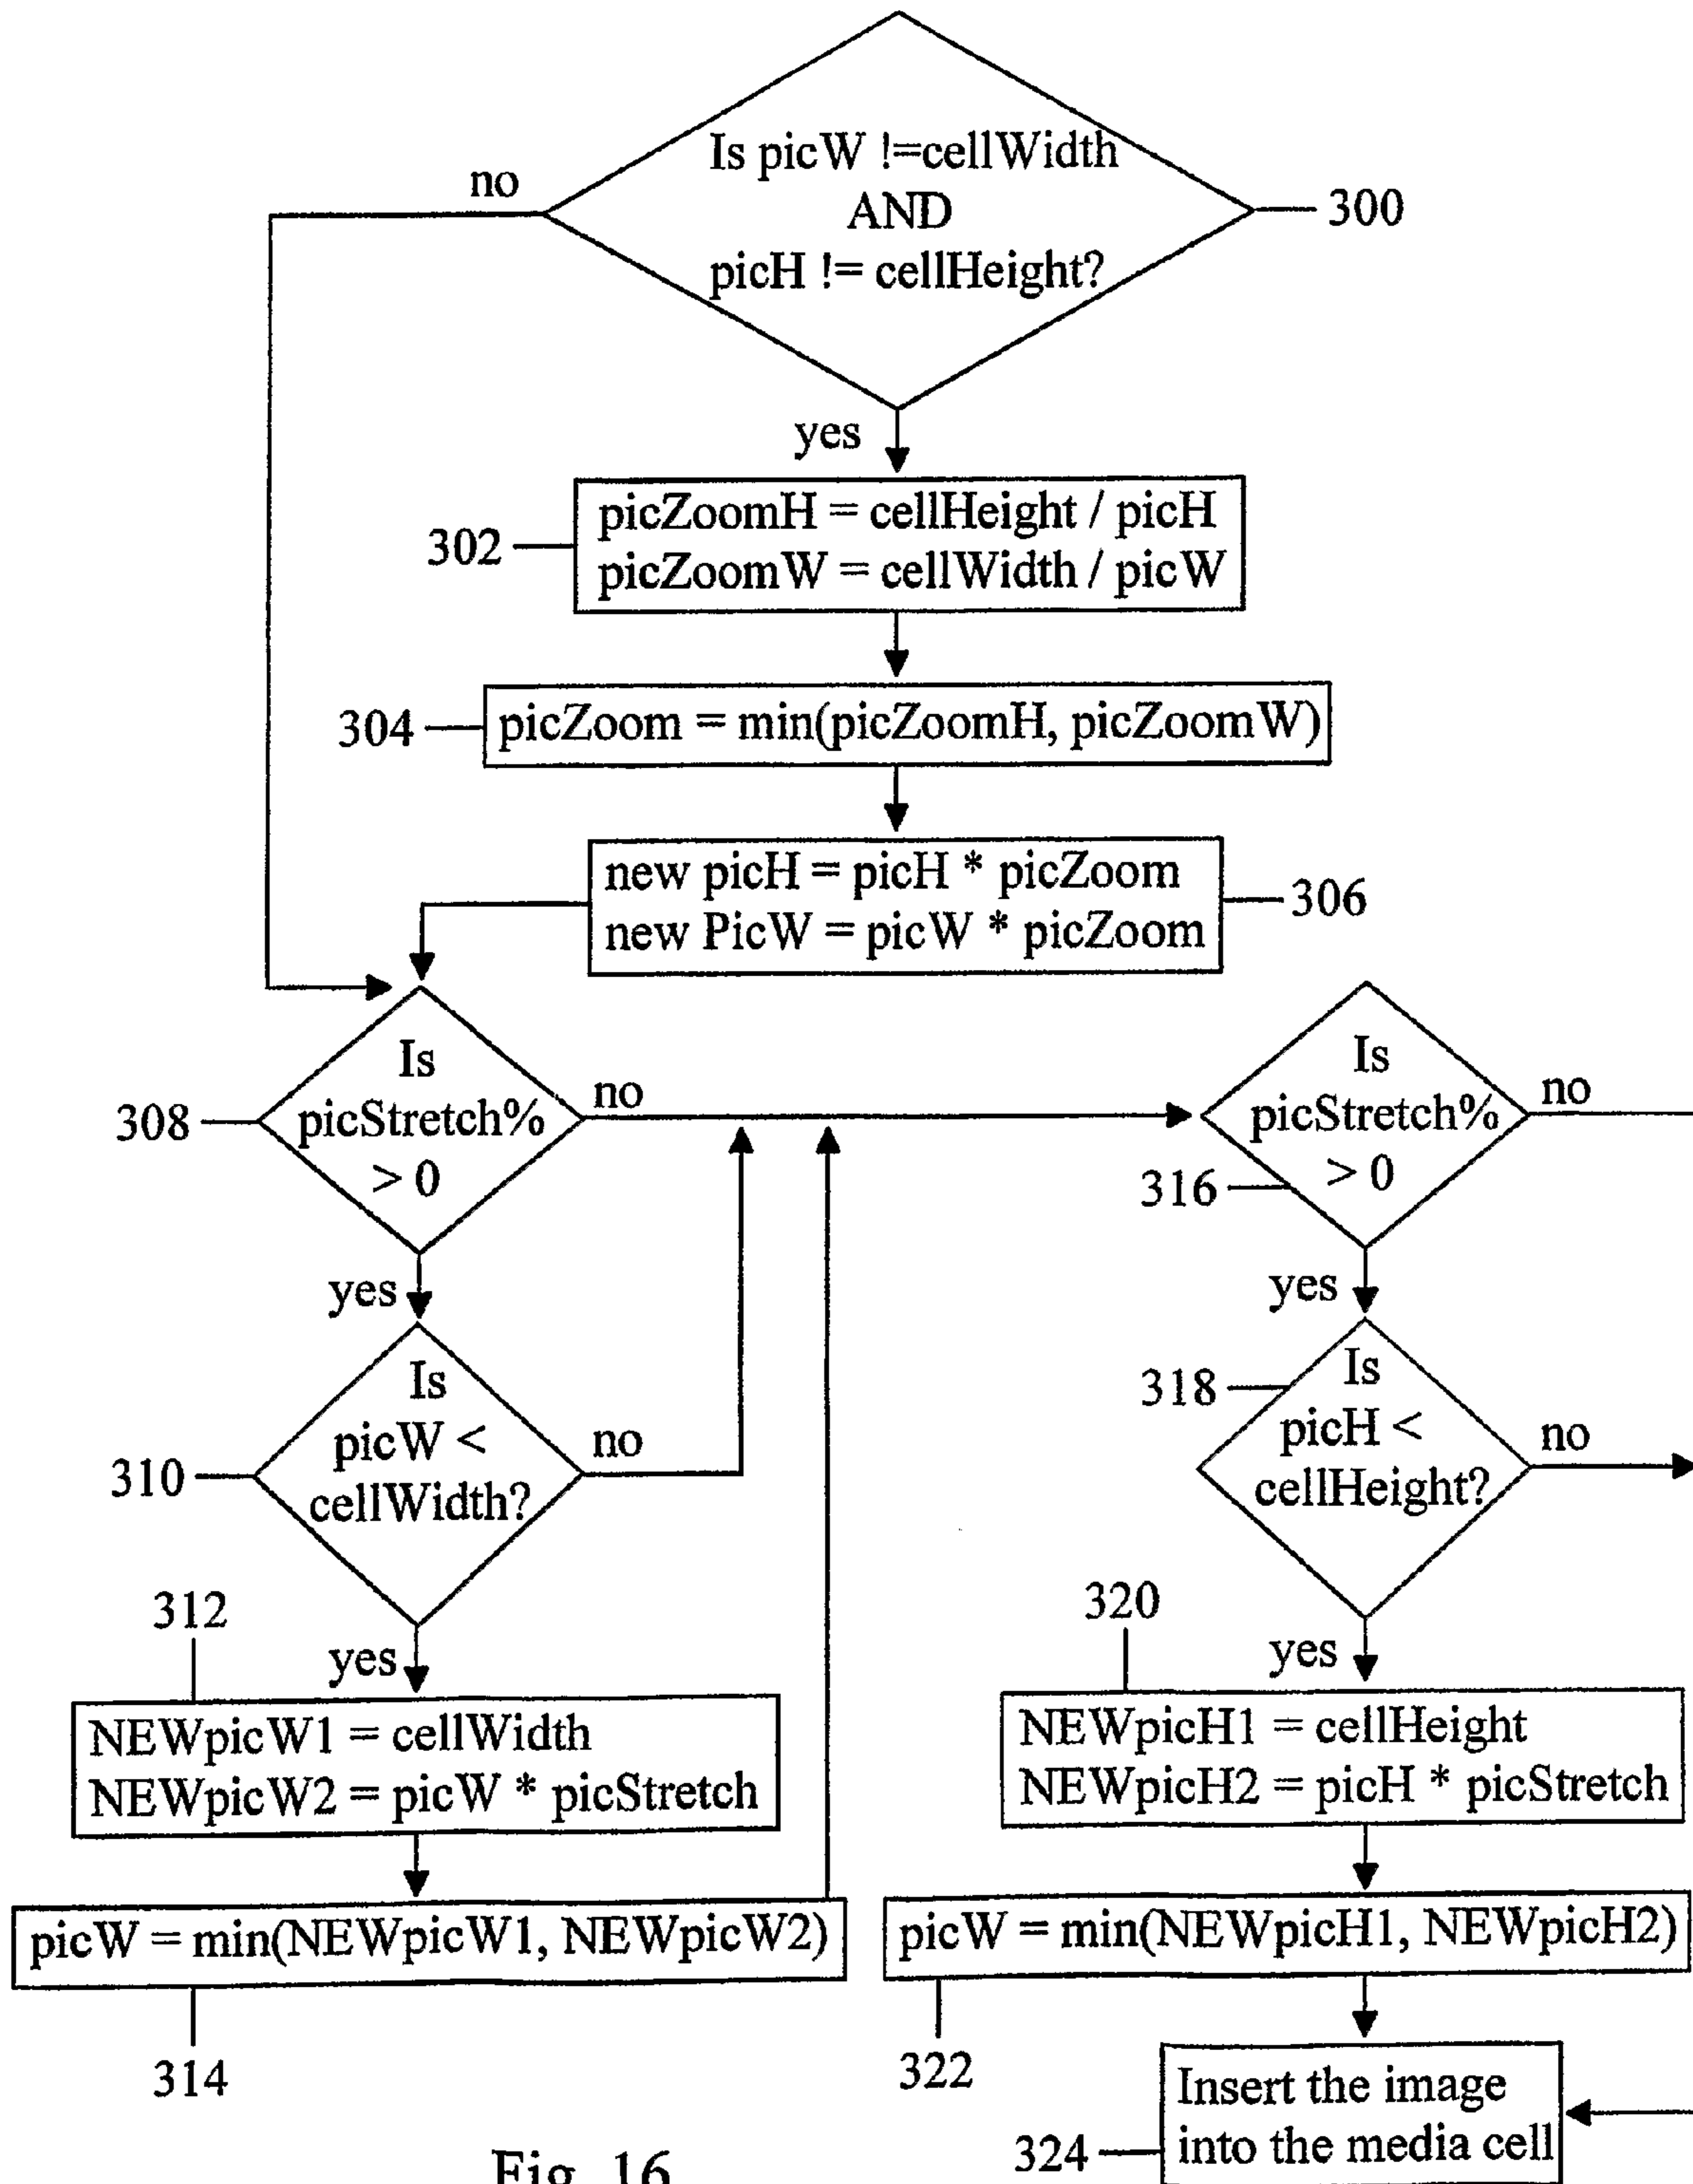 Is picW !=cellWidth
AND
picH != cellHeight?
no
300
yes
picZoomH = cellHeight / picH
picZoomW = cellWidth / picW
302
picZoom = min(picZoomH, picZoomW)
304
new picH = picH * picZoom
new PicW = picW * picZoom
306
Is
picStretch%
> 0
308
no
yes
Is
picW <
cellWidth?
310
no
yes
312
NEWpicW1 = cellWidth
NEWpicW2 = picW * picStretch
picW = min(NEWpicW1, NEWpicW2)
314
Is
picStretch%
> 0
316
no
yes
Is
picH <
cellHeight?
318
no
yes
320
NEWpicH1 = cellHeight
NEWpicH2 = picH * picStretch
picW = min(NEWpicH1, NEWpicH2)
322
Insert the image
into the media cell
324
Fig. 16